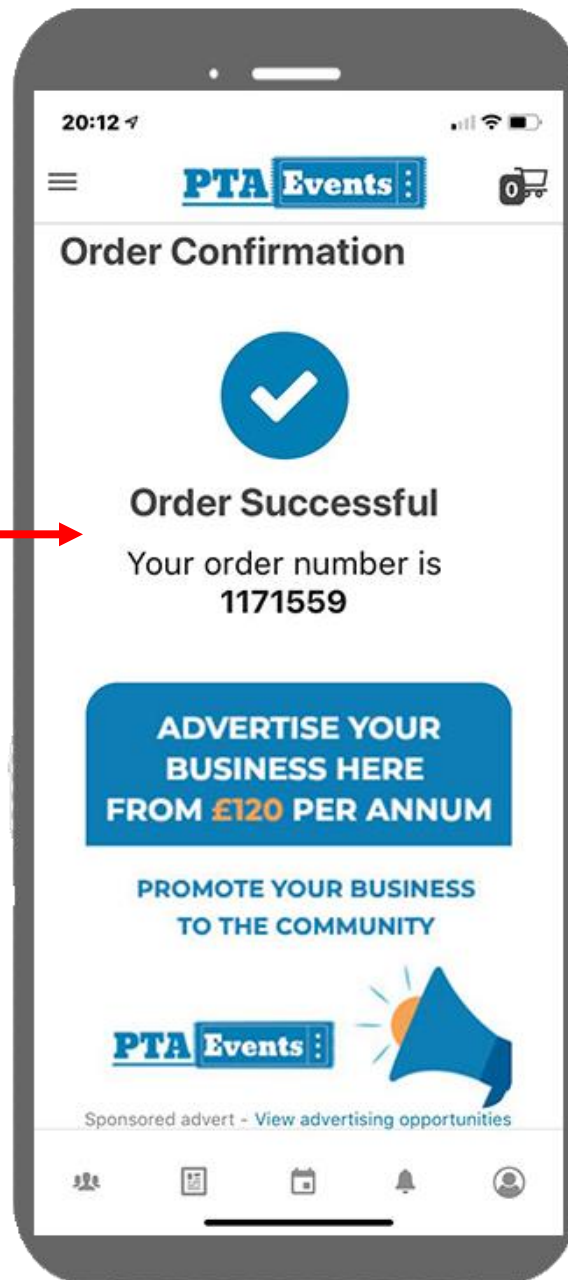 20:12
PTA Events
0
Order Confirmation
Order Successful
Your order number is
1171559
ADVERTISE YOUR
BUSINESS HERE
FROM £120 PER ANNUM
PROMOTE YOUR BUSINESS
TO THE COMMUNITY
PTA Events
Sponsored advert - View advertising opportunities